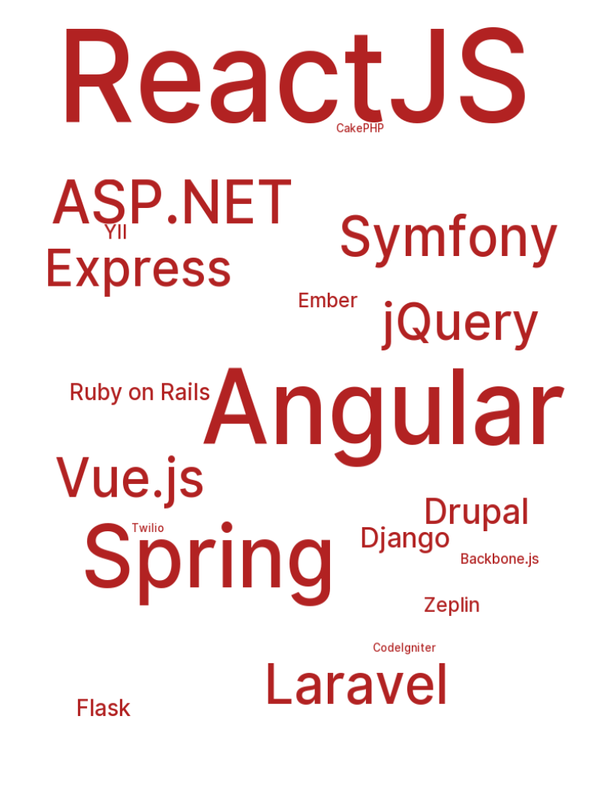 ReactJS
CakePHP
ASP.NET
YII
Symfony
Express
Ember
jQuery
Ruby on Rails
Angular
Vue.js
Drupal
Twilio
Django
Spring
Backbone.js
Zeplin
CodeIgniter
Laravel
Flask